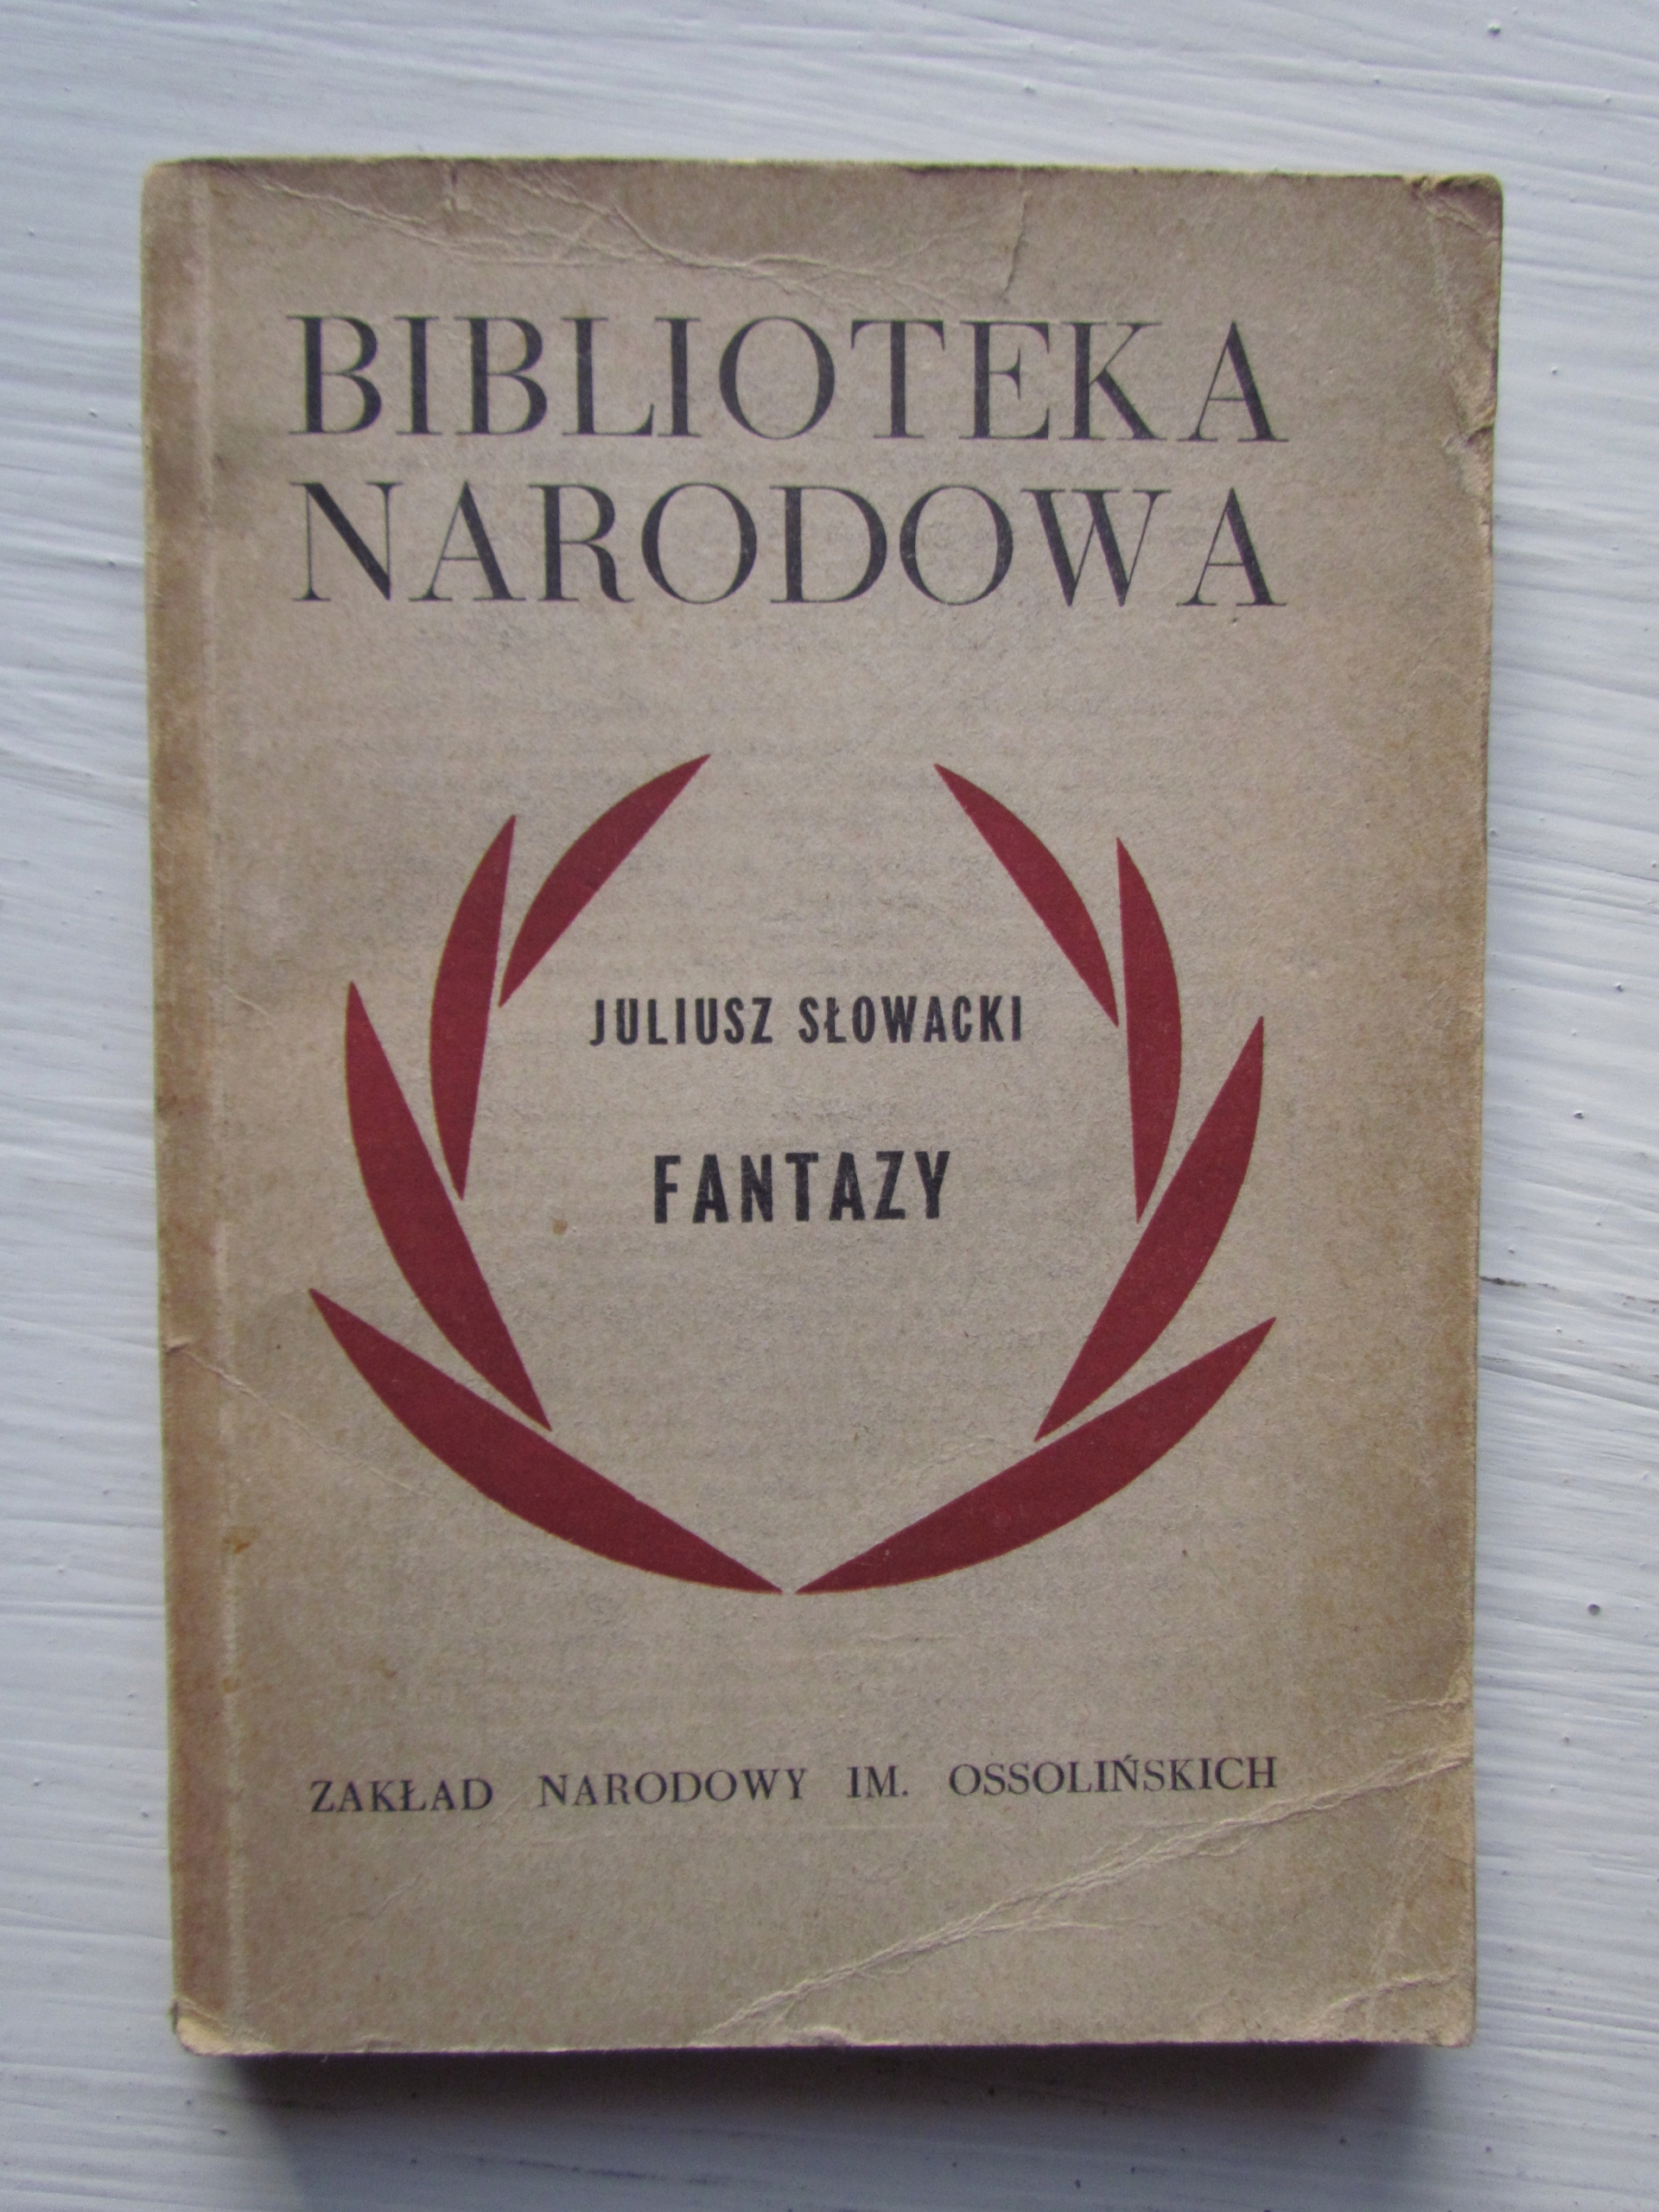 BIBLIOTEKA
NARODOWA
JULIUSZ SŁOWACKI
FANTAZY
ZAKŁAD NARODOWY IM. OSSOLIŃSKICH